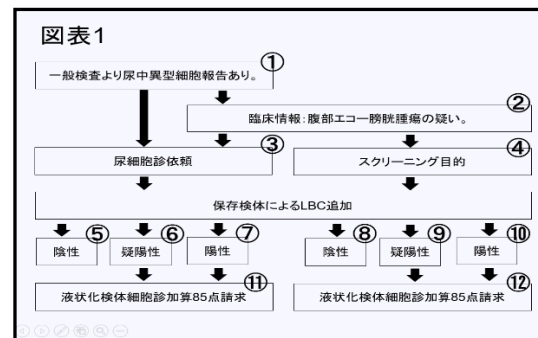 図表1
①
一般検査より尿中異型細胞報告あり。
②
臨床情報:腹部エコー膀胱腫瘍の疑い。
③ ④
尿細胞診依頼 スクリーニング目的
保存検体によるLBC追加
⑤ ⑥ ⑦ ⑧ ⑨ ⑩
陰性 疑陽性 陽性 陰性 疑陽性 陽性
⑪ ⑫
液状化検体細胞診加算85点請求 液状化検体細胞診加算85点請求